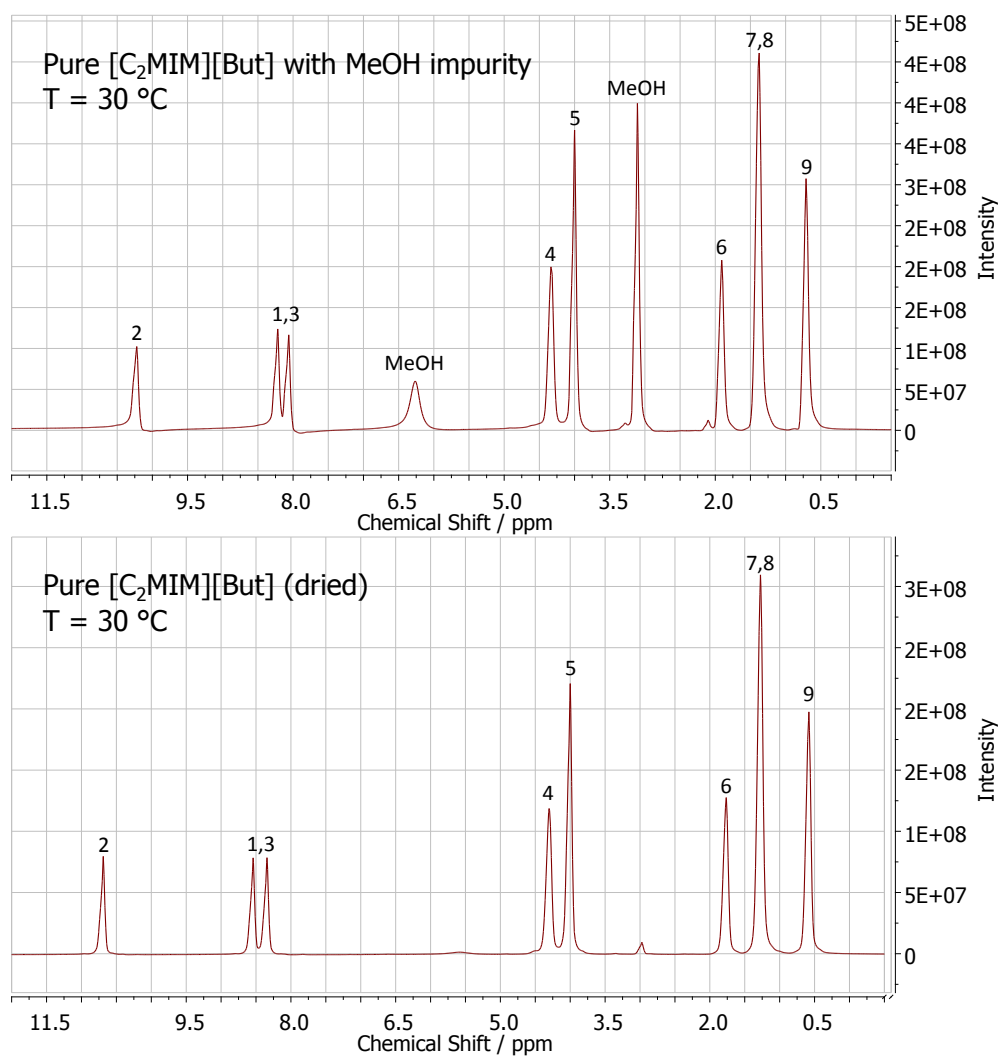 Pure [C₂MIM][But] with MeOH impurity
T = 30 °C
2
1,3
MeOH
4
5
MeOH
6
7,8
9
5E+08
4E+08
4E+08
4E+08
3E+08
2E+08
2E+08
2E+08
1E+08
5E+07
0
Intensity
11.5 9.5 8.0 6.5 5.0 3.5 2.0 0.5
Chemical Shift / ppm
Pure [C₂MIM][But] (dried)
T = 30 °C
2
1,3
4
5
6
7,8
9
3E+08
2E+08
2E+08
2E+08
1E+08
5E+07
0
Intensity
11.5 9.5 8.0 6.5 5.0 3.5 2.0 0.5
Chemical Shift / ppm